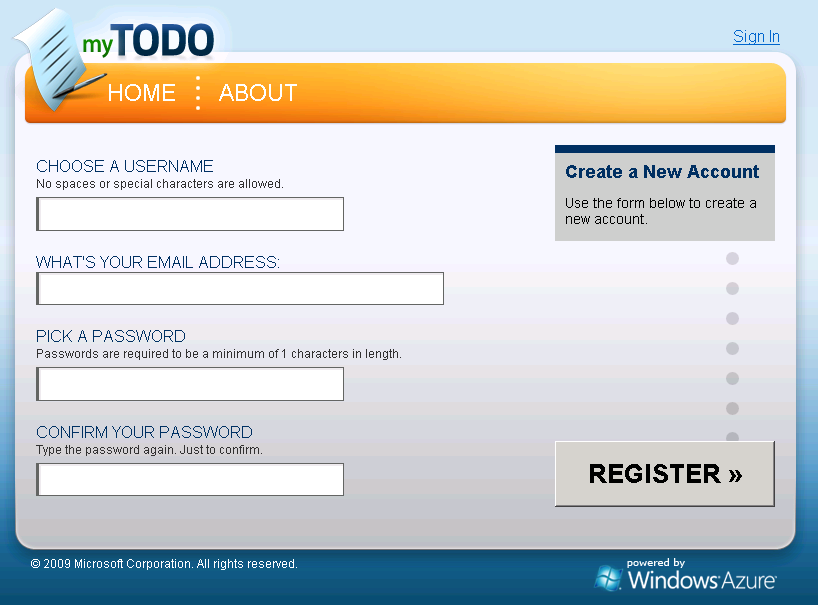 myTODO
Sign In
HOME
ABOUT
CHOOSE A USERNAME
No spaces or special characters are allowed.
WHAT'S YOUR EMAIL ADDRESS:
PICK A PASSWORD
Passwords are required to be a minimum of 1 characters in length.
CONFIRM YOUR PASSWORD
Type the password again. Just to confirm.
Create a New Account
Use the form below to create a
new account.
REGISTER »
© 2009 Microsoft Corporation. All rights reserved.
powered by
Windows Azure